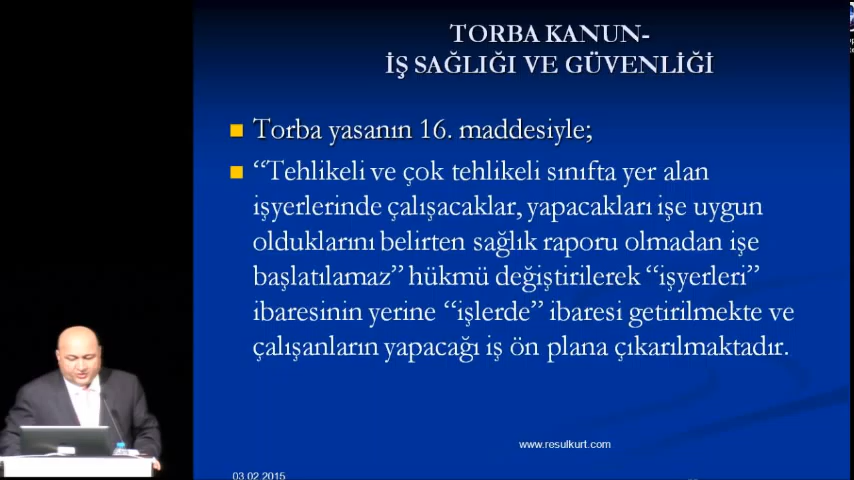 TORBA KANUN-
İŞ SAĞLIĞI VE GÜVENLİĞİ
Torba yasanın 16. maddesiyle;
“Tehlikeli ve çok tehlikeli sınıfta yer alan
işyerlerinde çalışacaklar, yapacakları işe uygun
olduklarını belirten sağlık raporu olmadan işe
başlatılamaz” hükmü değiştirilerek “işyerleri”
ibaresinin yerine “işlerde” ibaresi getirilmekte ve
çalışanların yapacağı iş ön plana çıkarılmaktadır.
www.resulkurt.com
03.02.2015